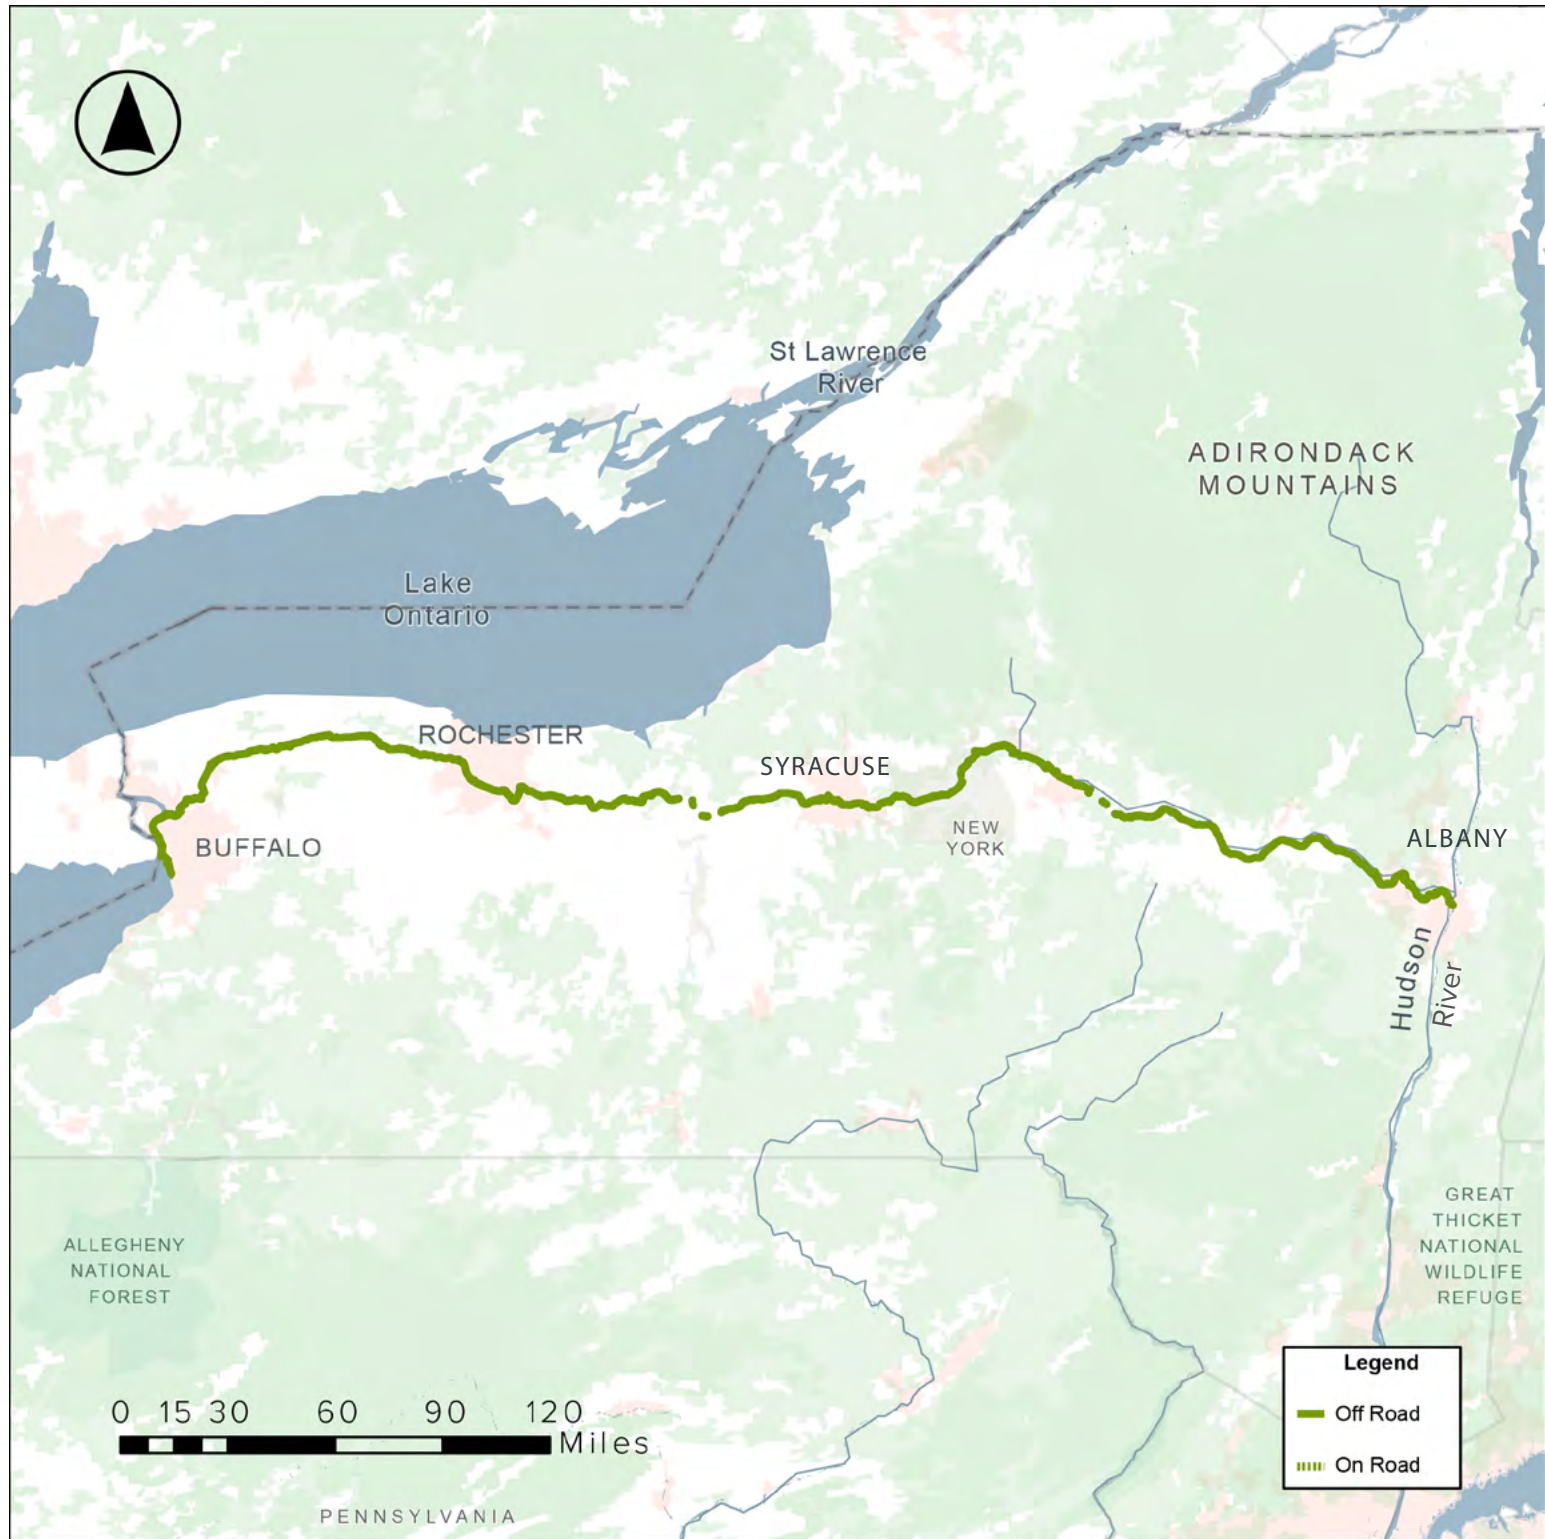 St Lawrence
River
ADIRONDACK
MOUNTAINS
Lake
Ontario
ROCHESTER
SYRACUSE
BUFFALO
NEW
YORK
ALBANY
Hudson
River
ALLEGHENY
NATIONAL
FOREST
GREAT
THICKET
NATIONAL
WILDLIFE
REFUGE
Legend
Off Road
On Road
0 15 30 60 90 120
Miles
PENNSYLVANIA